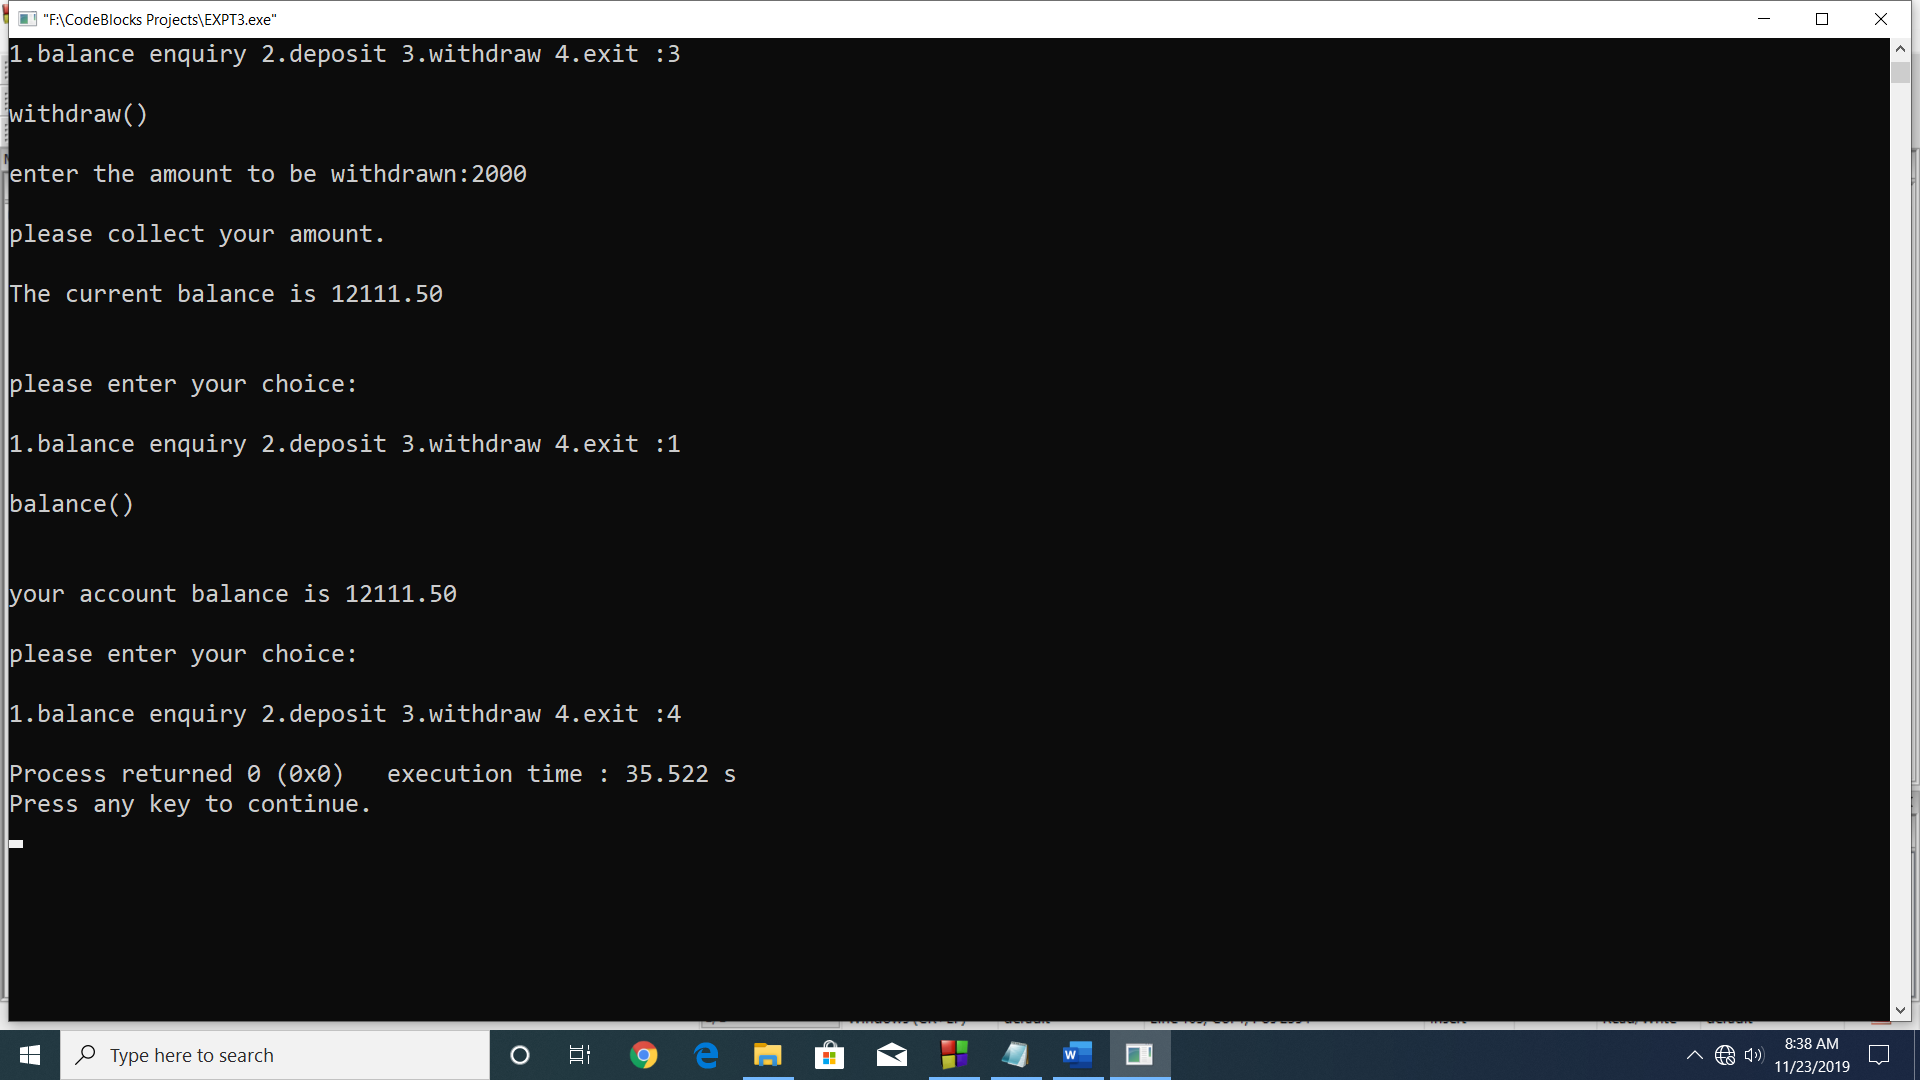 "F:\CodeBlocks Projects\EXPT3.exe"
1.balance enquiry 2.deposit 3.withdraw 4.exit :3
withdraw()
enter the amount to be withdrawn:2000
please collect your amount.
The current balance is 12111.50
please enter your choice:
1.balance enquiry 2.deposit 3.withdraw 4.exit :1
balance()
your account balance is 12111.50
please enter your choice:
1.balance enquiry 2.deposit 3.withdraw 4.exit :4
Process returned 0 (0x0)   execution time : 35.522 s
Press any key to continue.
Type here to search
8:38 AM
11/23/2019